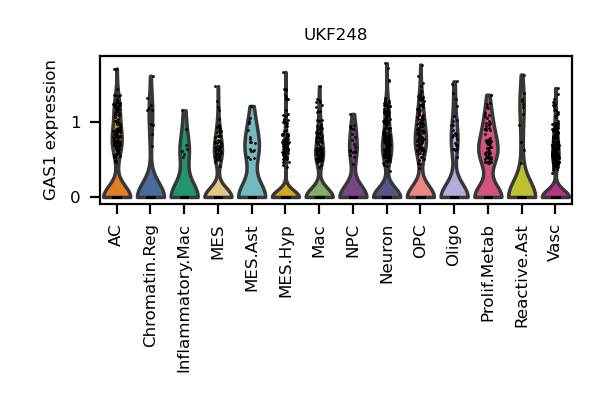 UKF248
GAS1 expression
1
0
AC
Chromatin.Reg
Inflammatory.Mac
MES
MES.Ast
MES.Hyp
Mac
NPC
Neuron
OPC
Oligo
Prolif.Metab
Reactive.Ast
Vasc